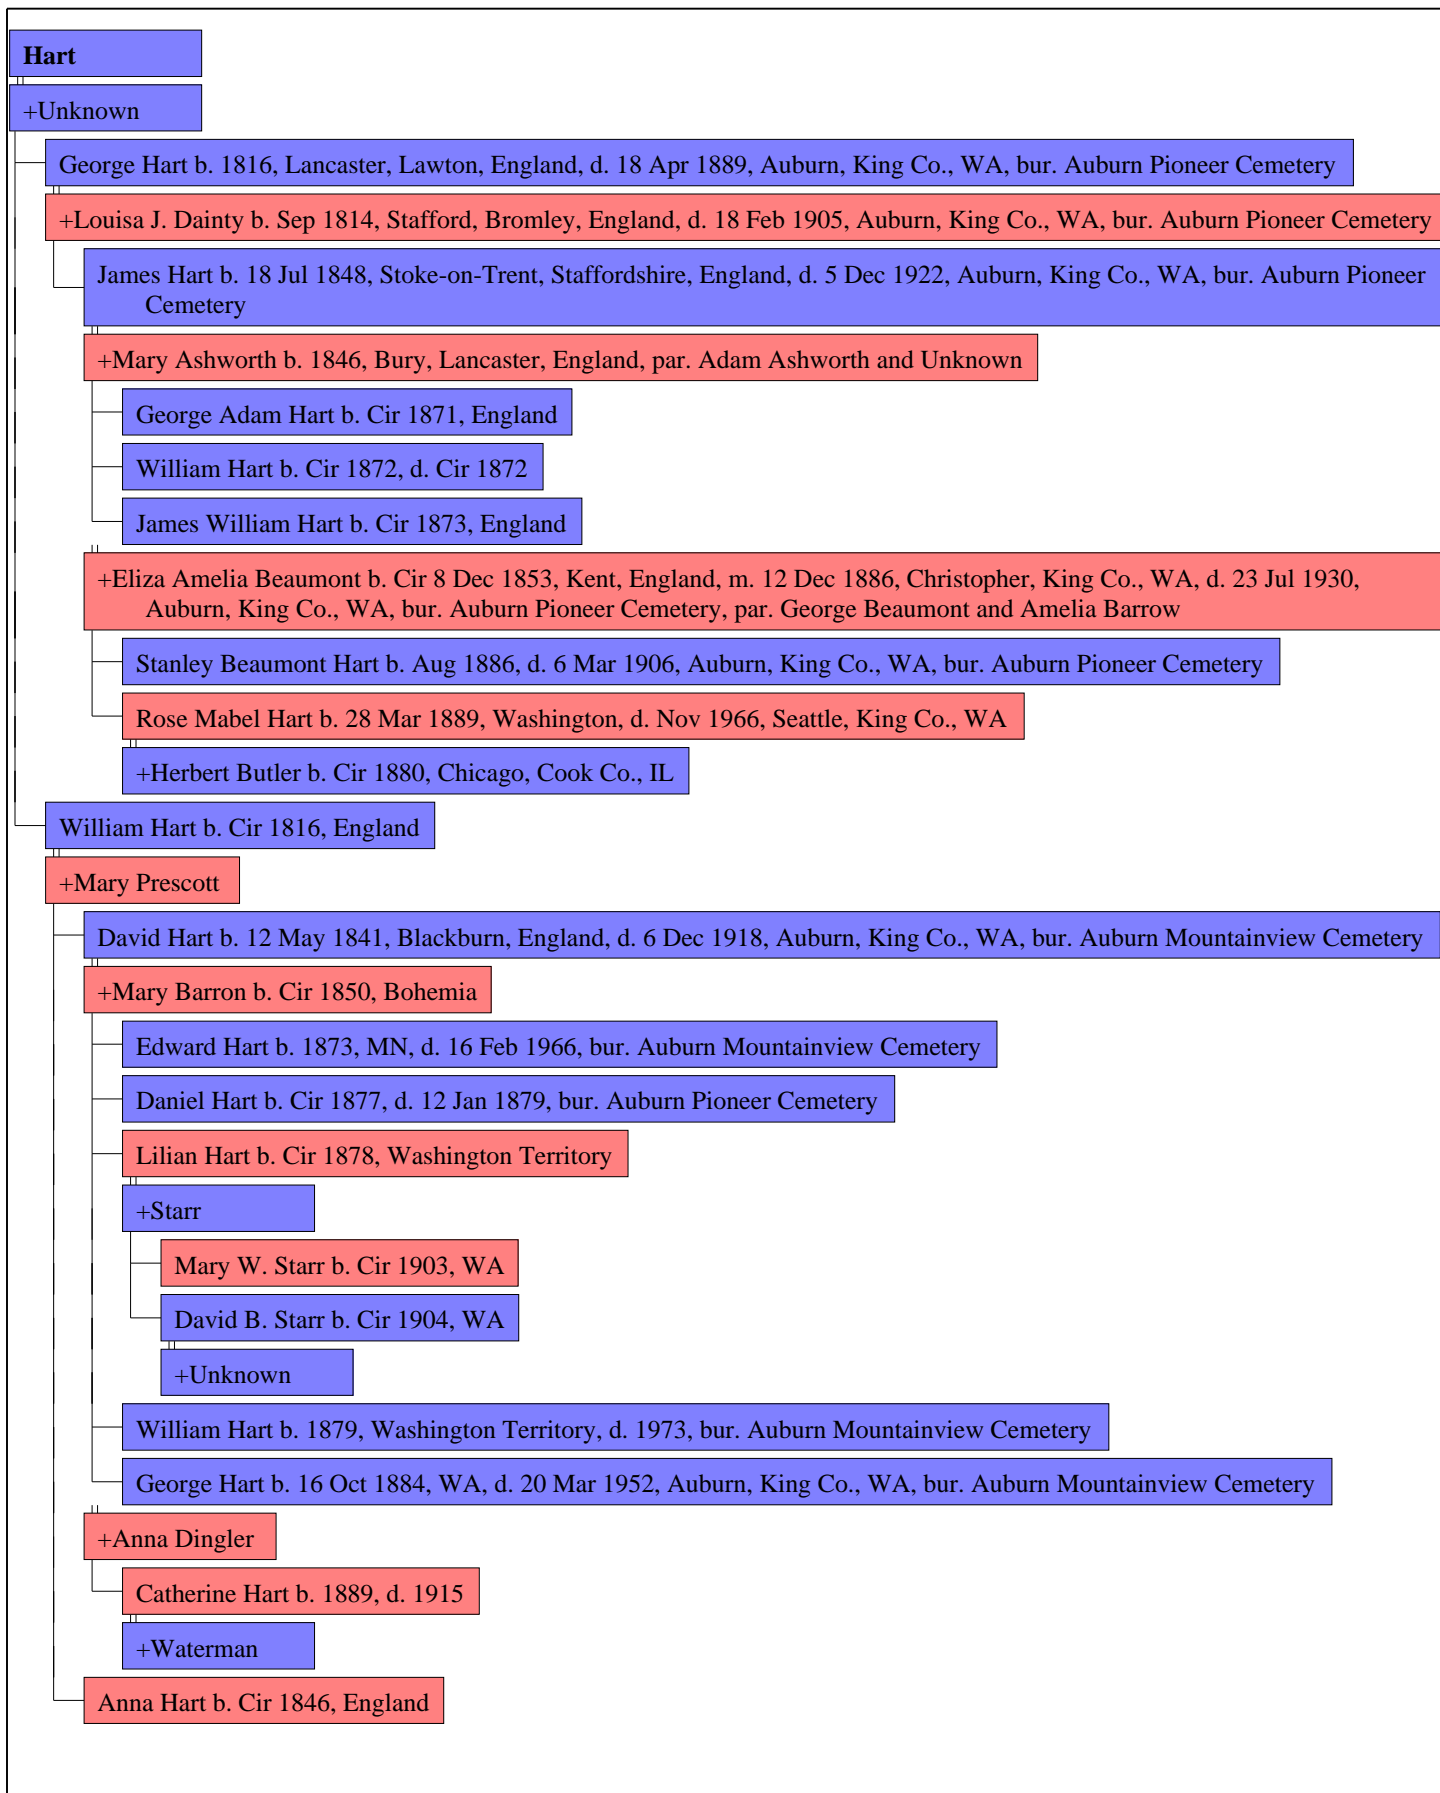 Hart
+Unknown
George Hart b. 1816, Lancaster, Lawton, England, d. 18 Apr 1889, Auburn, King Co., WA, bur. Auburn Pioneer Cemetery
+Louisa J. Dainty b. Sep 1814, Stafford, Bromley, England, d. 18 Feb 1905, Auburn, King Co., WA, bur. Auburn Pioneer Cemetery
James Hart b. 18 Jul 1848, Stoke-on-Trent, Staffordshire, England, d. 5 Dec 1922, Auburn, King Co., WA, bur. Auburn Pioneer
Cemetery
+Mary Ashworth b. 1846, Bury, Lancaster, England, par. Adam Ashworth and Unknown
George Adam Hart b. Cir 1871, England
William Hart b. Cir 1872, d. Cir 1872
James William Hart b. Cir 1873, England
+Eliza Amelia Beaumont b. Cir 8 Dec 1853, Kent, England, m. 12 Dec 1886, Christopher, King Co., WA, d. 23 Jul 1930,
Auburn, King Co., WA, bur. Auburn Pioneer Cemetery, par. George Beaumont and Amelia Barrow
Stanley Beaumont Hart b. Aug 1886, d. 6 Mar 1906, Auburn, King Co., WA, bur. Auburn Pioneer Cemetery
Rose Mabel Hart b. 28 Mar 1889, Washington, d. Nov 1966, Seattle, King Co., WA
+Herbert Butler b. Cir 1880, Chicago, Cook Co., IL
William Hart b. Cir 1816, England
+Mary Prescott
David Hart b. 12 May 1841, Blackburn, England, d. 6 Dec 1918, Auburn, King Co., WA, bur. Auburn Mountainview Cemetery
+Mary Barron b. Cir 1850, Bohemia
Edward Hart b. 1873, MN, d. 16 Feb 1966, bur. Auburn Mountainview Cemetery
Daniel Hart b. Cir 1877, d. 12 Jan 1879, bur. Auburn Pioneer Cemetery
Lilian Hart b. Cir 1878, Washington Territory
+Starr
Mary W. Starr b. Cir 1903, WA
David B. Starr b. Cir 1904, WA
+Unknown
William Hart b. 1879, Washington Territory, d. 1973, bur. Auburn Mountainview Cemetery
George Hart b. 16 Oct 1884, WA, d. 20 Mar 1952, Auburn, King Co., WA, bur. Auburn Mountainview Cemetery
+Anna Dingler
Catherine Hart b. 1889, d. 1915
+Waterman
Anna Hart b. Cir 1846, England